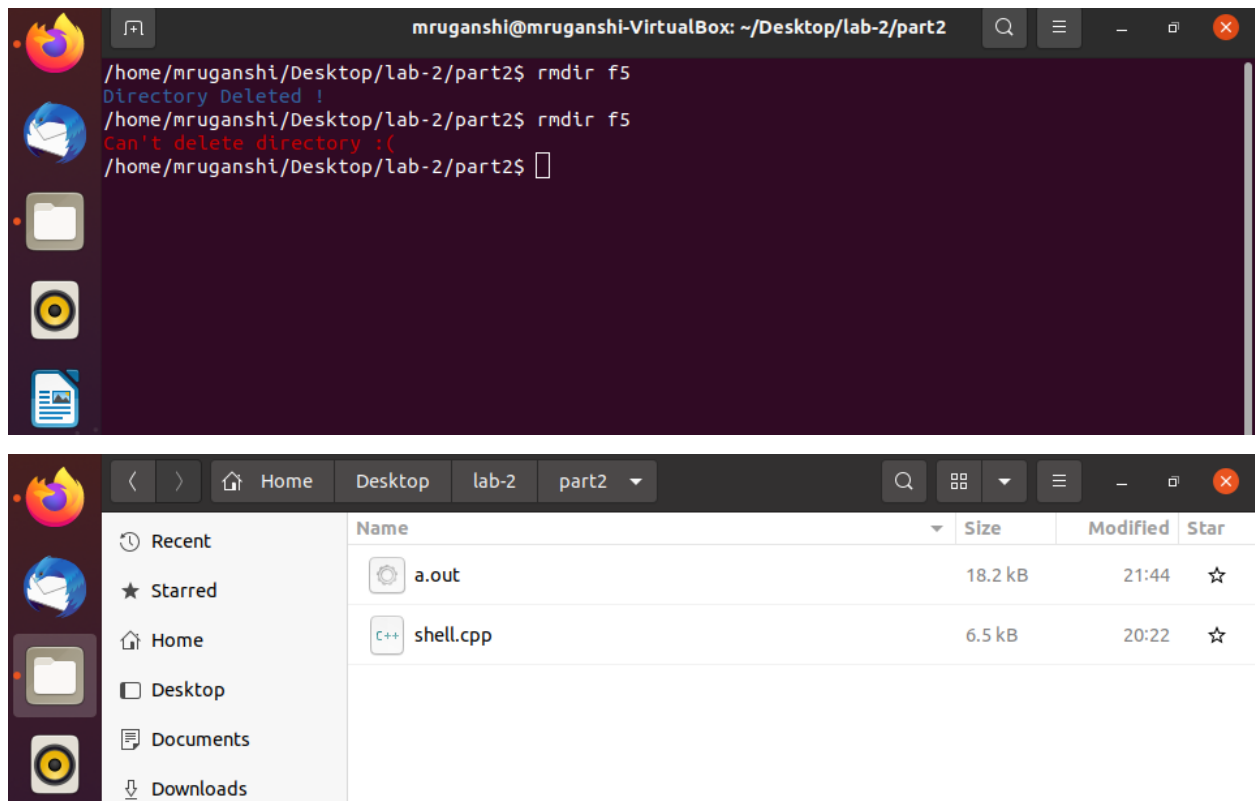 mruganshi@mruganshi-VirtualBox: ~/Desktop/lab-2/part2
/home/mruganshi/Desktop/lab-2/part2$ rmdir f5
Directory Deleted !
/home/mruganshi/Desktop/lab-2/part2$ rmdir f5
Can't delete directory :(
/home/mruganshi/Desktop/lab-2/part2$
Home Desktop lab-2 part2
Name Size Modified Star
Recent
a.out 18.2 kB 21:44
Starred
C++ shell.cpp 6.5 kB 20:22
Home
Desktop
Documents
Downloads